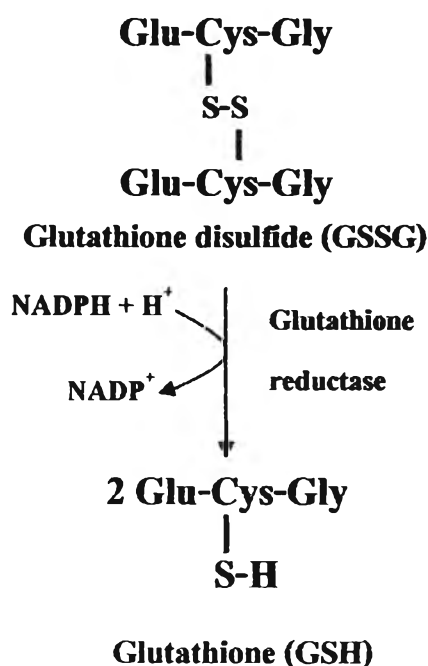 Glu-Cys-Gly
S-S
Glu-Cys-Gly
Glutathione disulfide (GSSG)
NADPH + H⁺
Glutathione
reductase
NADP⁺
2 Glu-Cys-Gly
S-H
Glutathione (GSH)